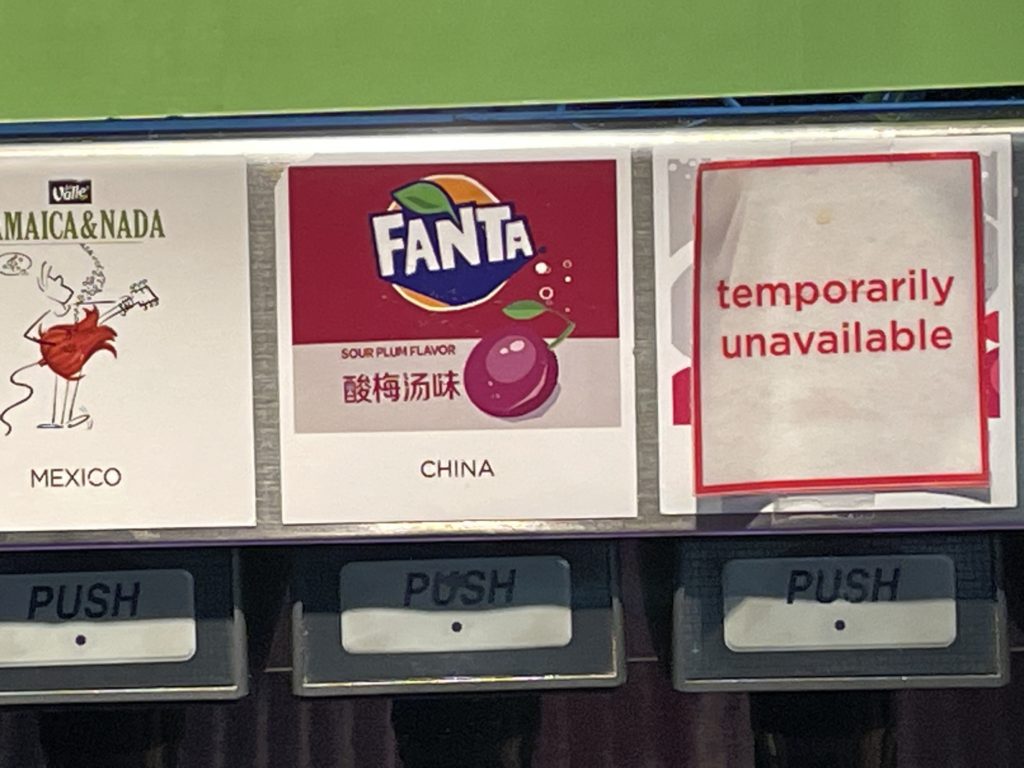 Valle
AMAICA&NADA
MEXICO
FANTA
SOUR PLUM FLAVOR
酸梅汤味
CHINA
temporarily
unavailable
PUSH
PUSH
PUSH